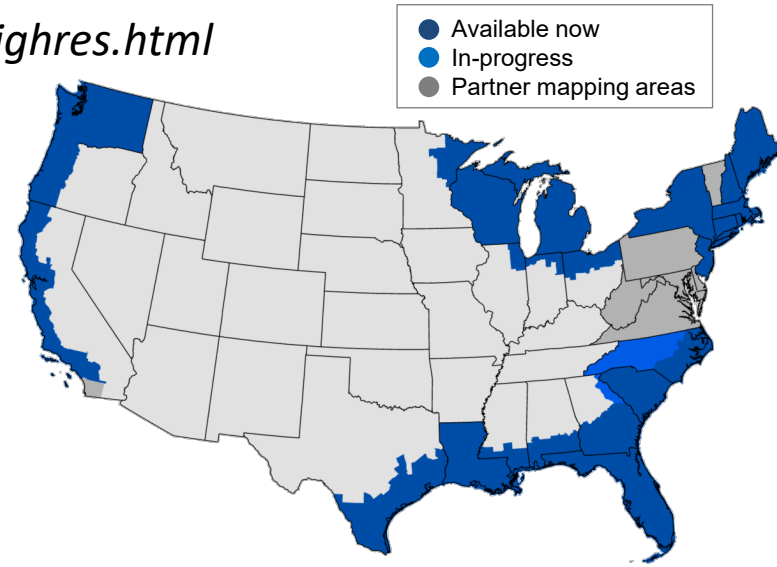 ighres.html
Available now
In-progress
Partner mapping areas